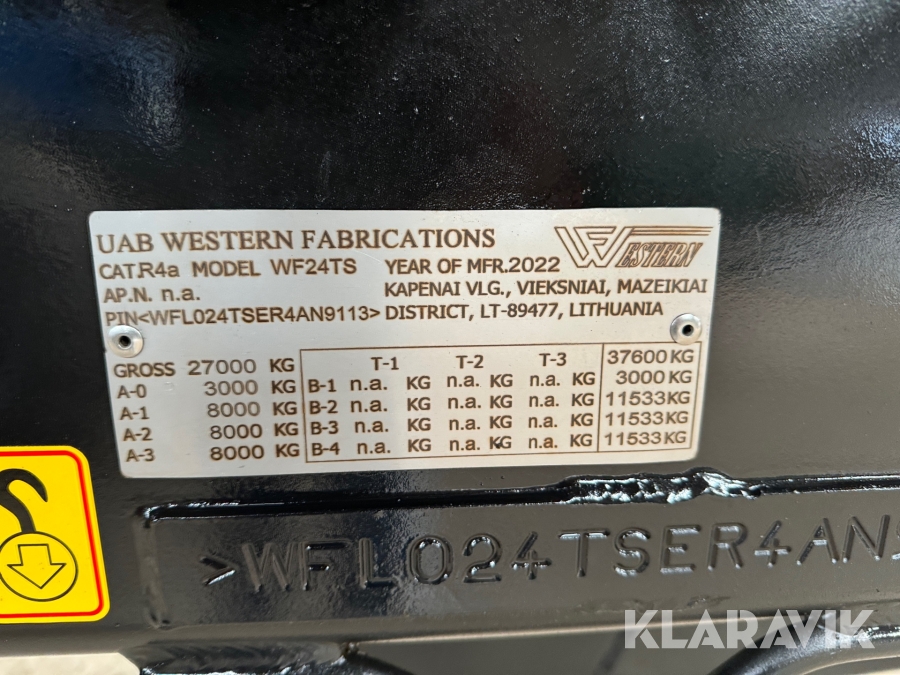 UAB WESTERN FABRICATIONS WF WESTERN
CAT.R4a MODEL WF24TS YEAR OF MFR.2022
AP.N. n.a. KAPENAI VLG., VIEKSNIAI, MAZEIKIAI
PIN<WFL024TSER4AN9113> DISTRICT, LT-89477, LITHUANIA
T-1 T-2 T-3
GROSS 27000 KG 37600 KG
A-0 3000 KG B-1 n.a. KG n.a. KG n.a. KG 3000 KG
A-1 8000 KG B-2 n.a. KG n.a. KG n.a. KG 11533 KG
A-2 8000 KG B-3 n.a. KG n.a. KG n.a. KG 11533 KG
A-3 8000 KG B-4 n.a. KG n.a. KG n.a. KG 11533 KG
>WFL024TSER4AN9
KLARAVIK